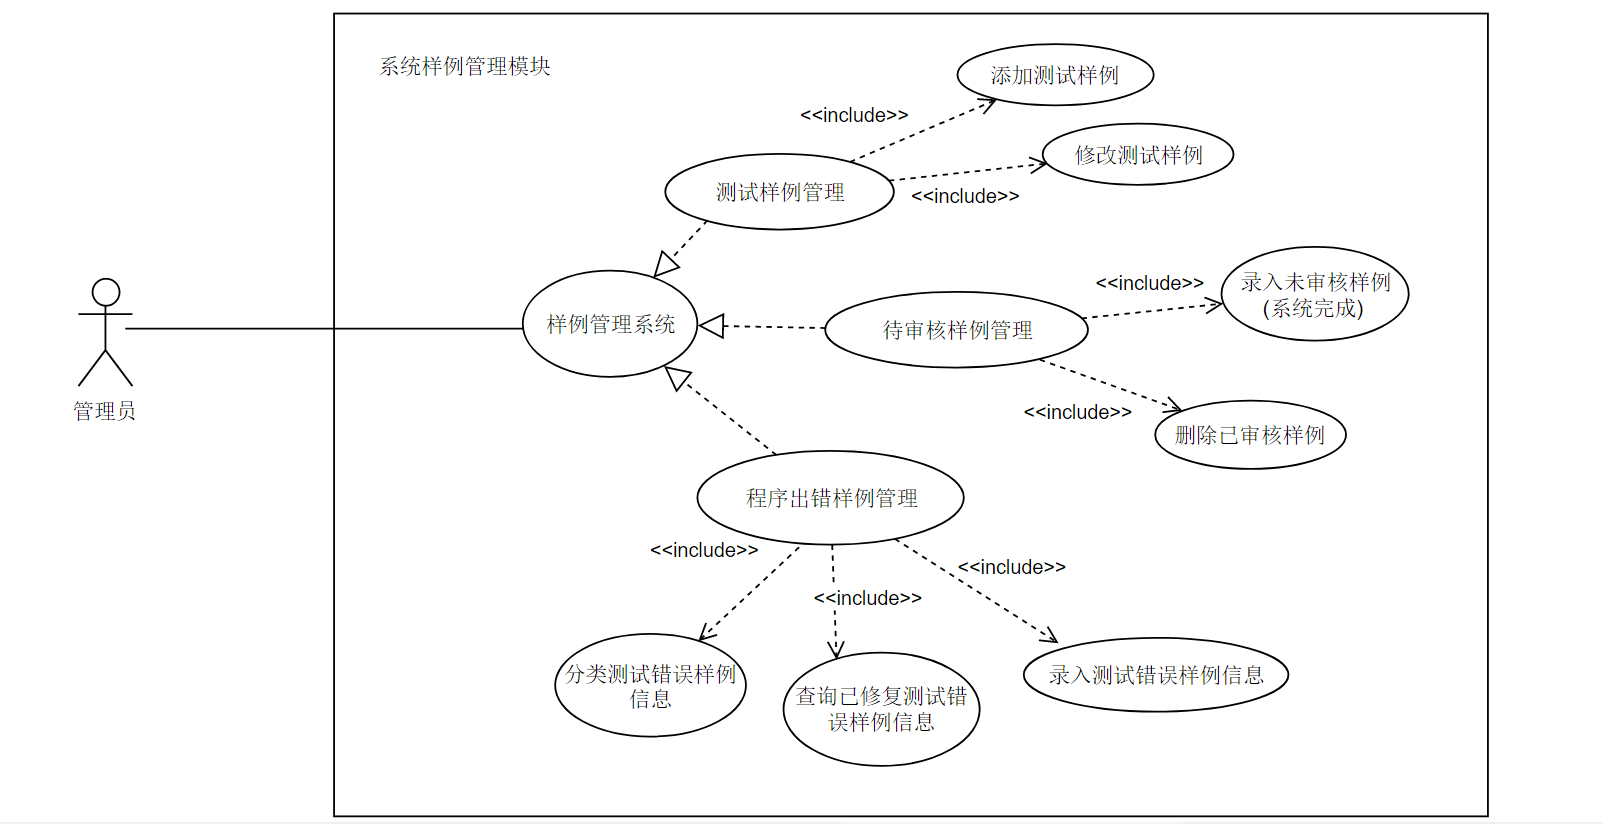 系统样例管理模块
添加测试样例
<<include>>
修改测试样例
<<include>>
测试样例管理
录入未审核样例
(系统完成)
<<include>>
样例管理系统
待审核样例管理
管理员
<<include>>
删除已审核样例
程序出错样例管理
<<include>>
<<include>>
<<include>>
分类测试错误样例
信息
查询已修复测试错
误样例信息
录入测试错误样例信息